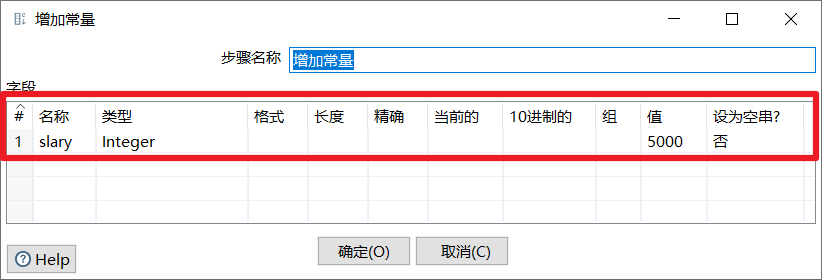 增加常量
步骤名称 增加常量
字段
# 名称 类型 格式 长度 精确 当前的 10进制的 组 值 设为空串?
1 slary Integer 5000 否
Help 确定(O) 取消(C)